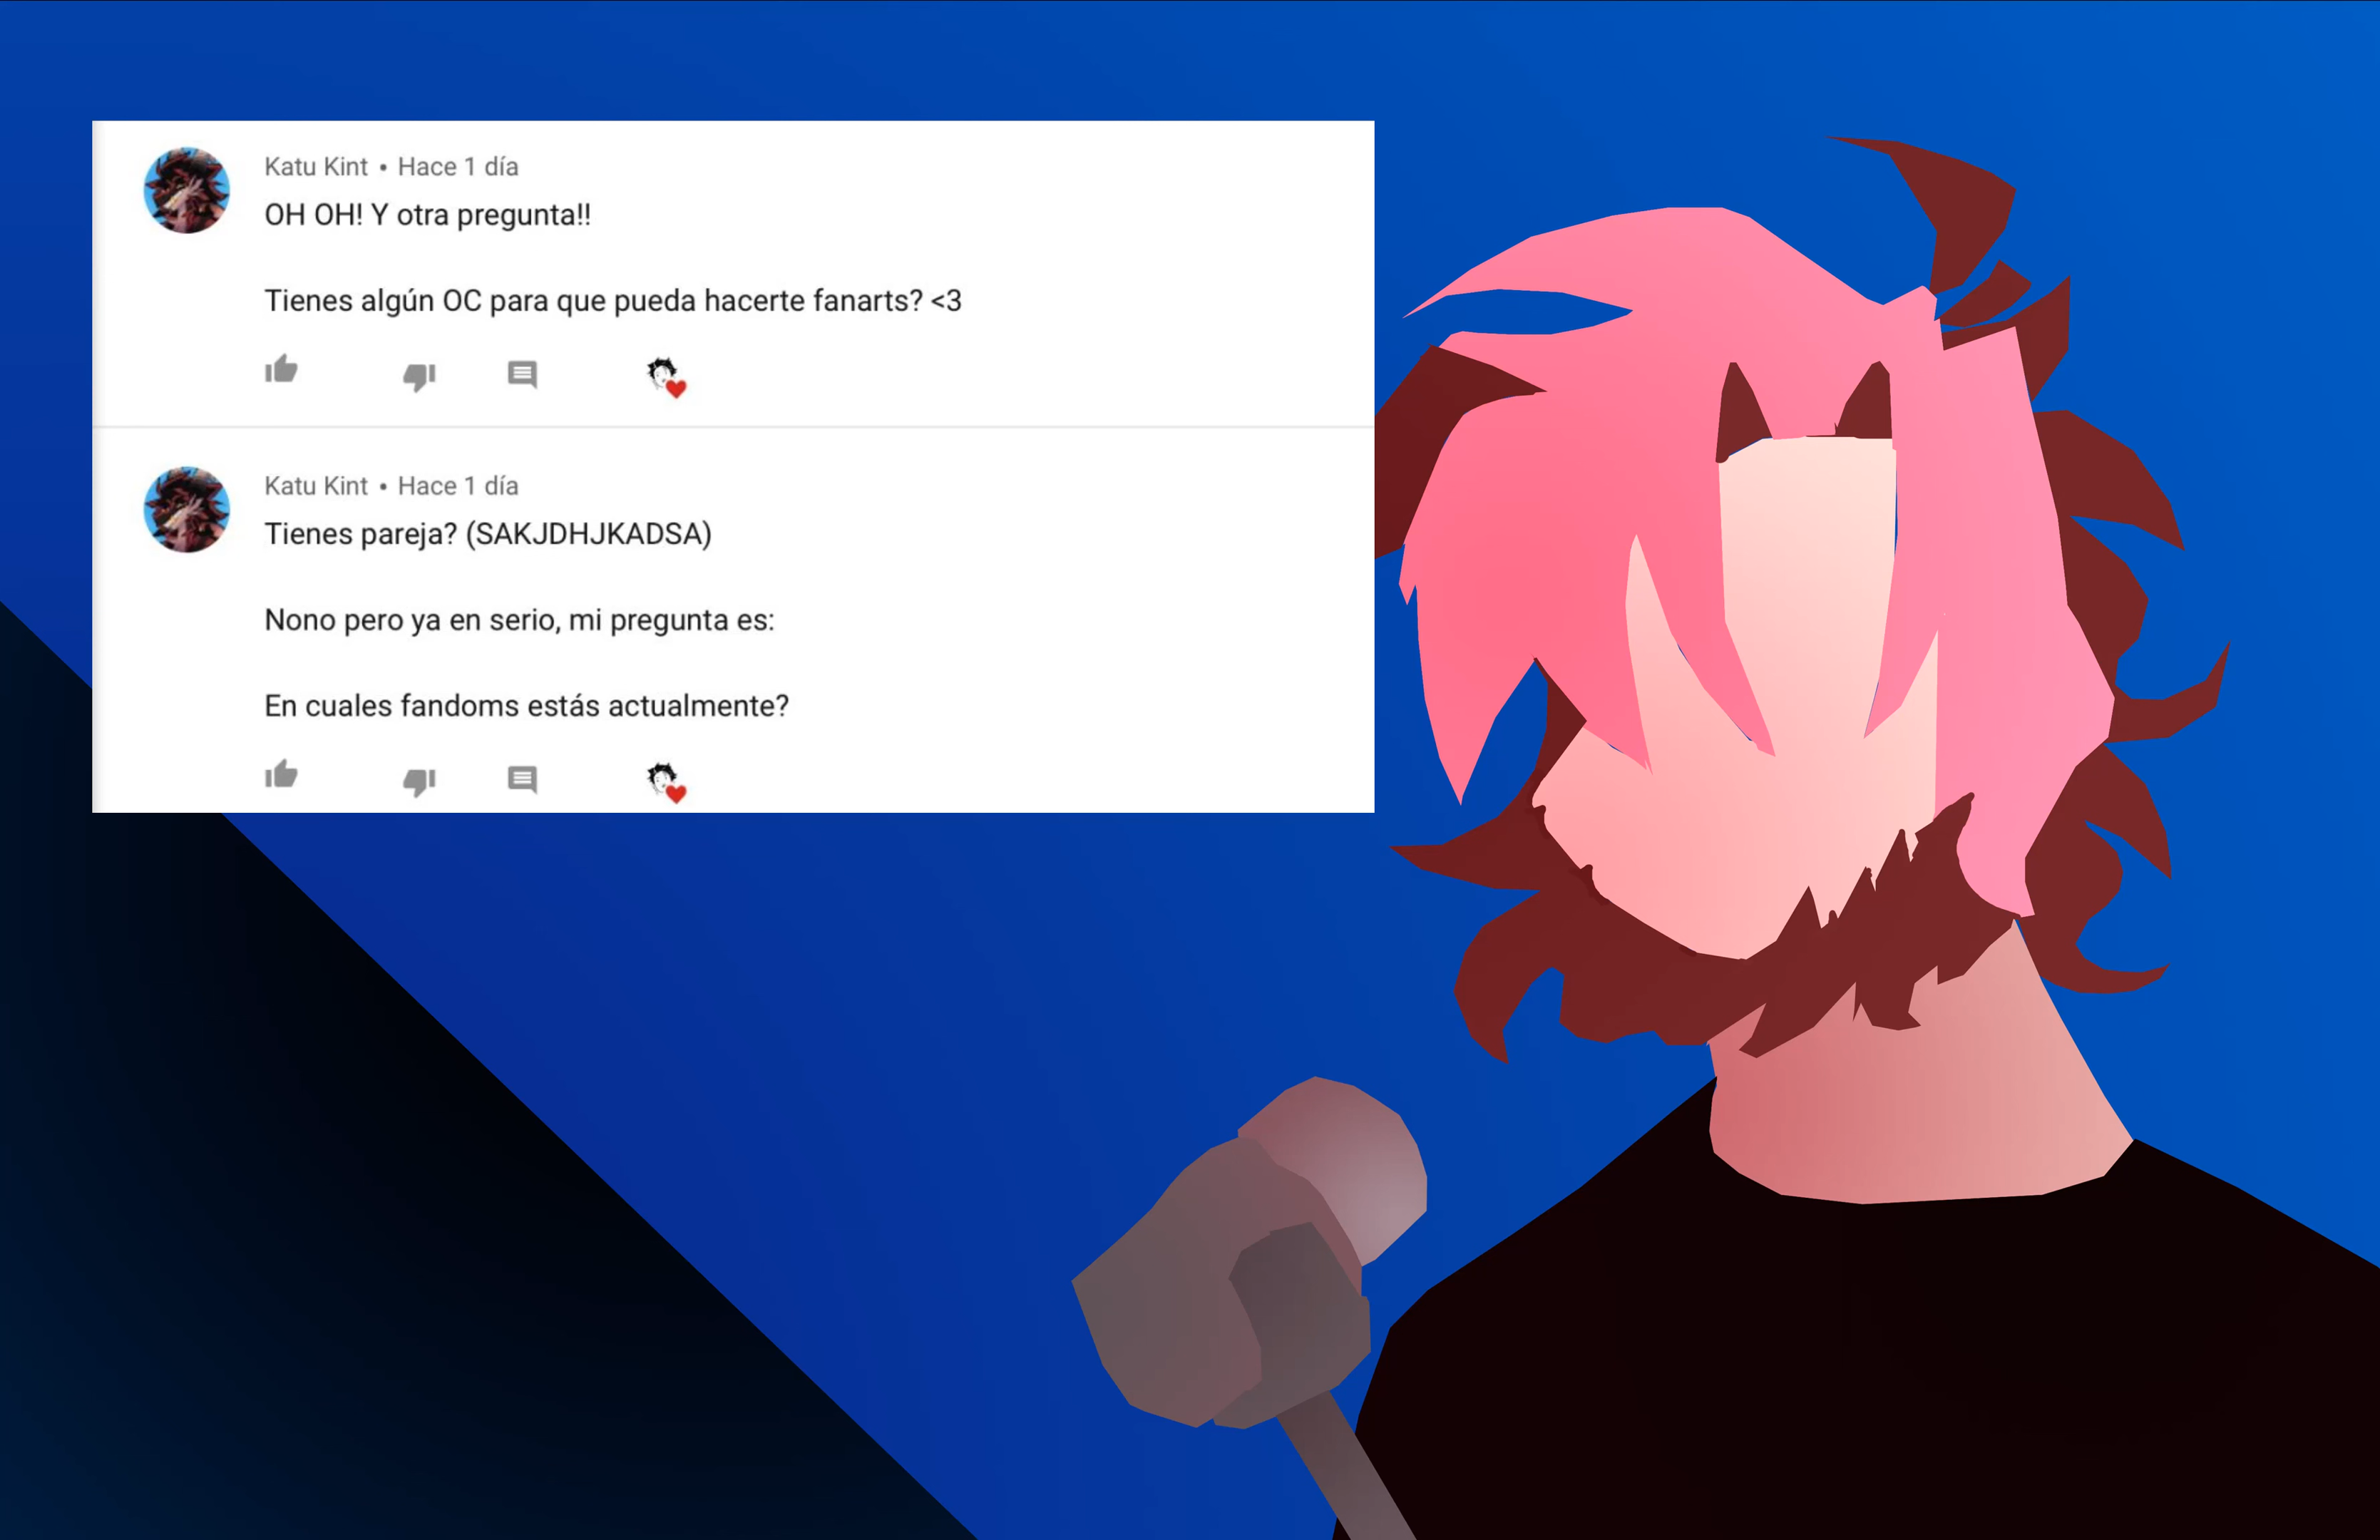 Katu Kint • Hace 1 día
OH OH! Y otra pregunta!!
Tienes algún OC para que pueda hacerte fanarts? <3
Katu Kint • Hace 1 día
Tienes pareja? (SAKJDHJKADSA)
Nono pero ya en serio, mi pregunta es:
En cuales fandoms estás actualmente?